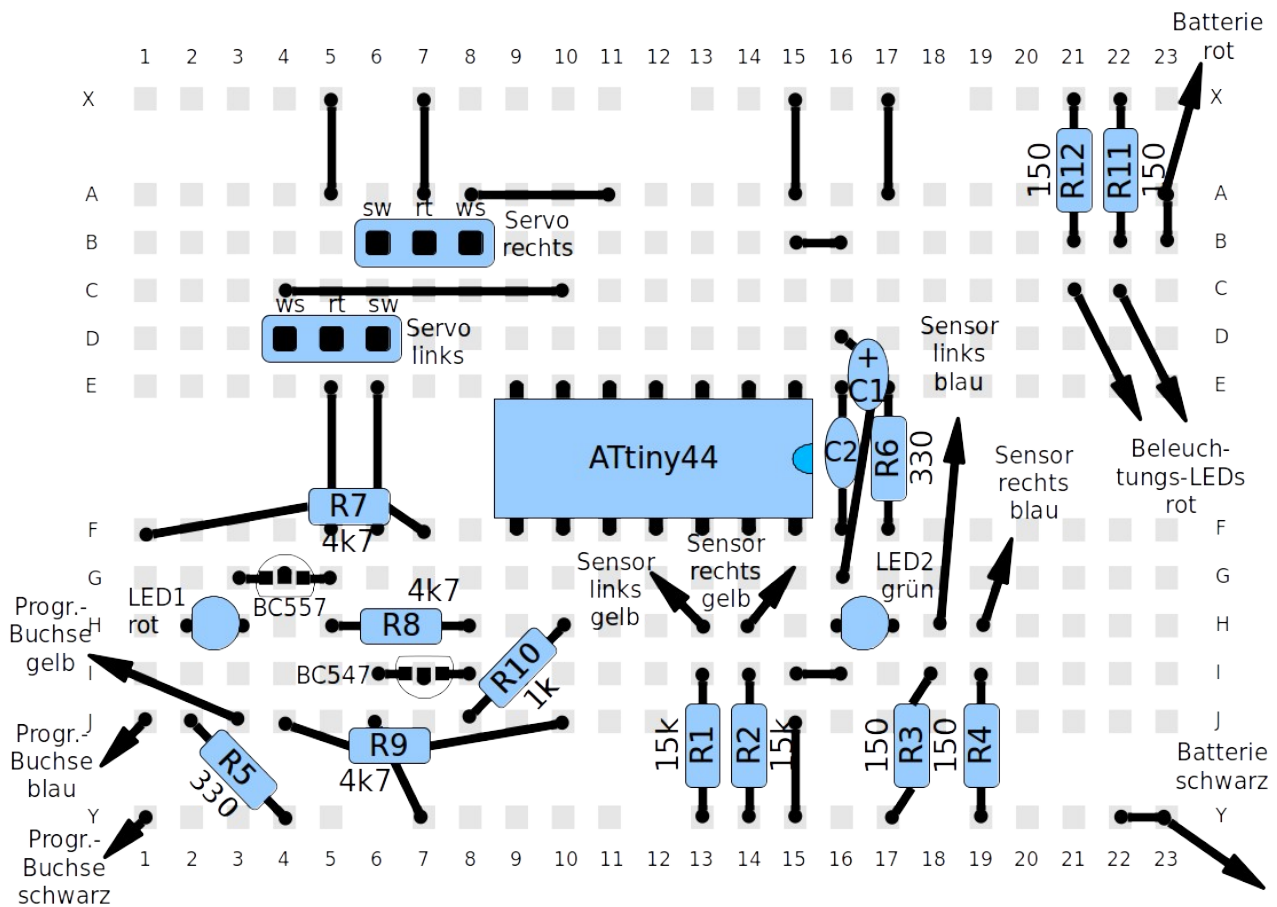 Batterie
rot
1 2 3 4 5 6 7 8 9 10 11 12 13 14 15 16 17 18 19 20 21 22 23
X X
150 R12 R11 150
A A
sw rt ws Servo
rechts
B B
C C
ws rt sw Servo
links
D D
Sensor
links
blau
E E
+
C1
ATtiny44 C2 R6 330
Beleuch-
tungs-LEDs
rot
Sensor
rechts
blau
R7
4k7
F F
Sensor
links
gelb
Sensor
rechts
gelb
LED2
grün
G G
BC557
4k7
LED1
rot
Progr.-
Buchse
gelb
H H
R8
BC547
R10
1k
I I
J J
Progr.-
Buchse
blau
R5
330
R9
4k7
15k R1 R2 15k 150 R3 150 R4
Batterie
schwarz
Y Y
Progr.-
Buchse
schwarz
1 2 3 4 5 6 7 8 9 10 11 12 13 14 15 16 17 18 19 20 21 22 23